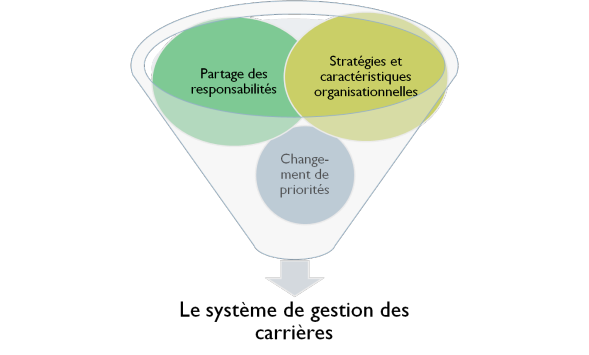 Partage des
responsabilités
Stratégies et
caractéristiques
organisationnelles
Change-
ment de
priorités
Le système de gestion des
carrières